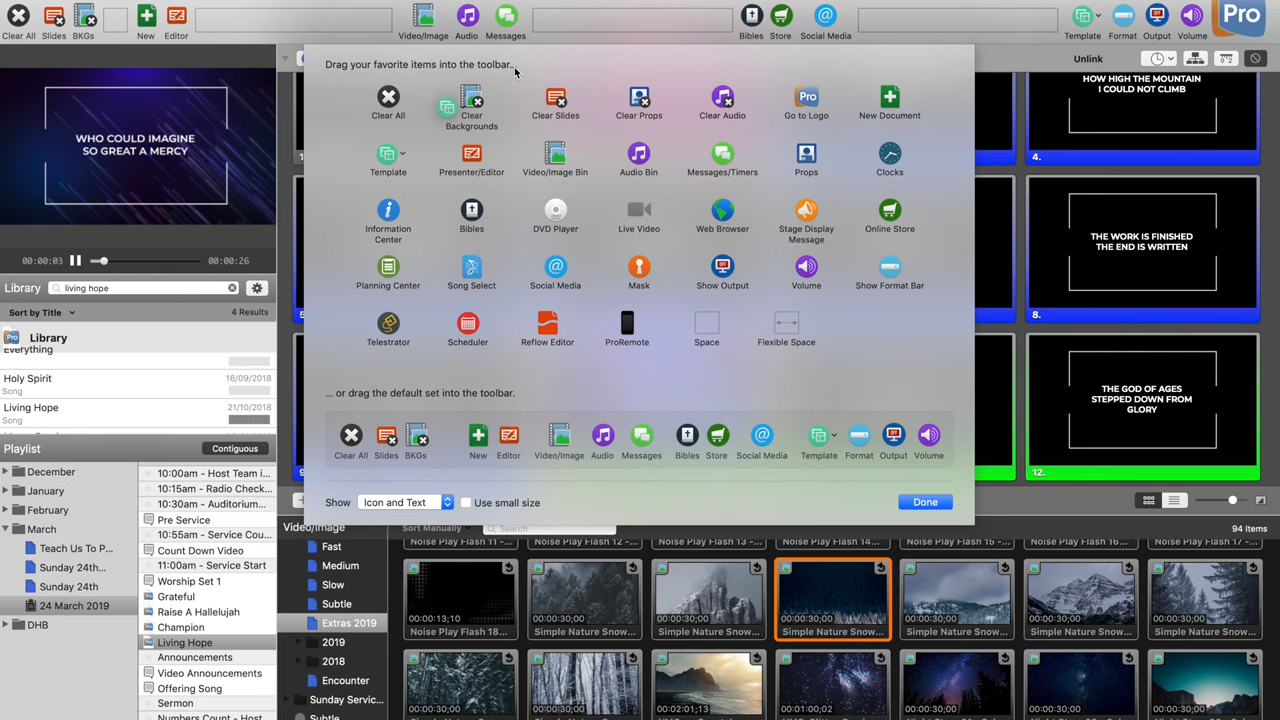 Clear All Slides BKGs New Editor Video/Image Audio Messages Bibles Store Social Media Template Format Output Volume
Pro
Unlink
WHO COULD IMAGINE
SO GREAT A MERCY
00:00:03
00:00:26
Library
living hope
Sort by Title
4 Results
Library
Everything
Holy Spirit 16/09/2018
Song
Living Hope 21/10/2018
Song
Playlist
Contiguous
December
January
February
March
Teach Us To P...
Sunday 24th...
Sunday 24th
24 March 2019
DHB
10:00am - Host Team i...
10:15am - Radio Check...
10:30am - Auditorium...
Pre Service
10:55am - Service Cou...
Count Down Video
11:00am - Service Start
Worship Set 1
Grateful
Raise A Hallelujah
Champion
Living Hope
Announcements
Video Announcements
Offering Song
Sermon
Numbers Count - Host
Drag your favorite items into the toolbar...
Clear All
Clear
Backgrounds
Clear Slides
Clear Props
Clear Audio
Go to Logo
New Document
Template
Presenter/Editor
Video/Image Bin
Audio Bin
Messages/Timers
Props
Clocks
Information
Center
Bibles
DVD Player
Live Video
Web Browser
Stage Display
Message
Online Store
Planning Center
Song Select
Social Media
Mask
Show Output
Volume
Show Format Bar
Telestrator
Scheduler
Reflow Editor
ProRemote
Space
Flexible Space
... or drag the default set into the toolbar.
Clear All Slides BKGs New Editor Video/Image Audio Messages Bibles Store Social Media Template Format Output Volume
Show
Icon and Text
Use small size
Done
HOW HIGH THE MOUNTAIN
I COULD NOT CLIMB
4.
THE WORK IS FINISHED
THE END IS WRITTEN
8.
THE GOD OF AGES
STEPPED DOWN FROM
GLORY
12.
Video/Image
Sort Manually
Search
94 Items
Fast
Medium
Slow
Subtle
Extras 2019
2019
2018
Encounter
Sunday Servic...
Subtle
Noise Play Flash 11 -...
Noise Play Flash 12 -...
Noise Play Flash 13 -...
Noise Play Flash 14...
Noise Play Flash 15 -...
Noise Play Flash 16...
Noise Play Flash 17 -...
00:00:13;10
Noise Play Flash 18...
00:00:30;00
Simple Nature Snow...
00:00:30;00
Simple Nature Snow...
00:00:30;00
Simple Nature Snow...
00:00:30;00
Simple Nature Snow...
00:00:30;00
Simple Nature Snow...
00:00:30;00
Simple Nature Snow...
00:00:30;00
00:00:30;00
00:02:01;13
00:01:00;02
00:00:30;00
00:00:30;00
00:00:30;00